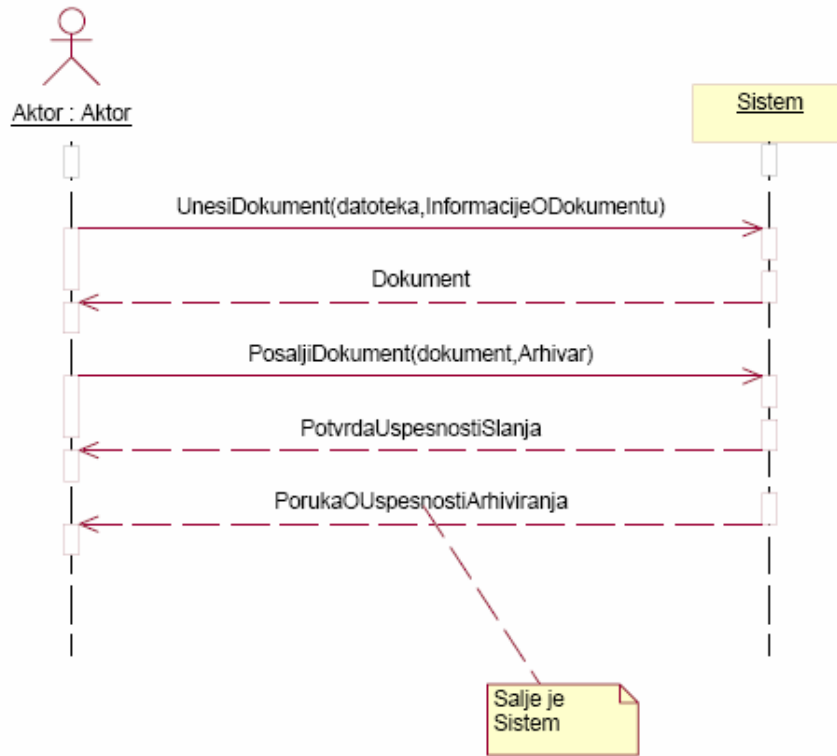 Aktor : Aktor
Sistem
UnesiDokument(datoteka,InformacijeODokumentu)
Dokument
PosaljiDokument(dokument,Arhivar)
PotvrdaUspesnostiSlanja
PorukaOUspesnostiArhiviranja
Salje je
Sistem